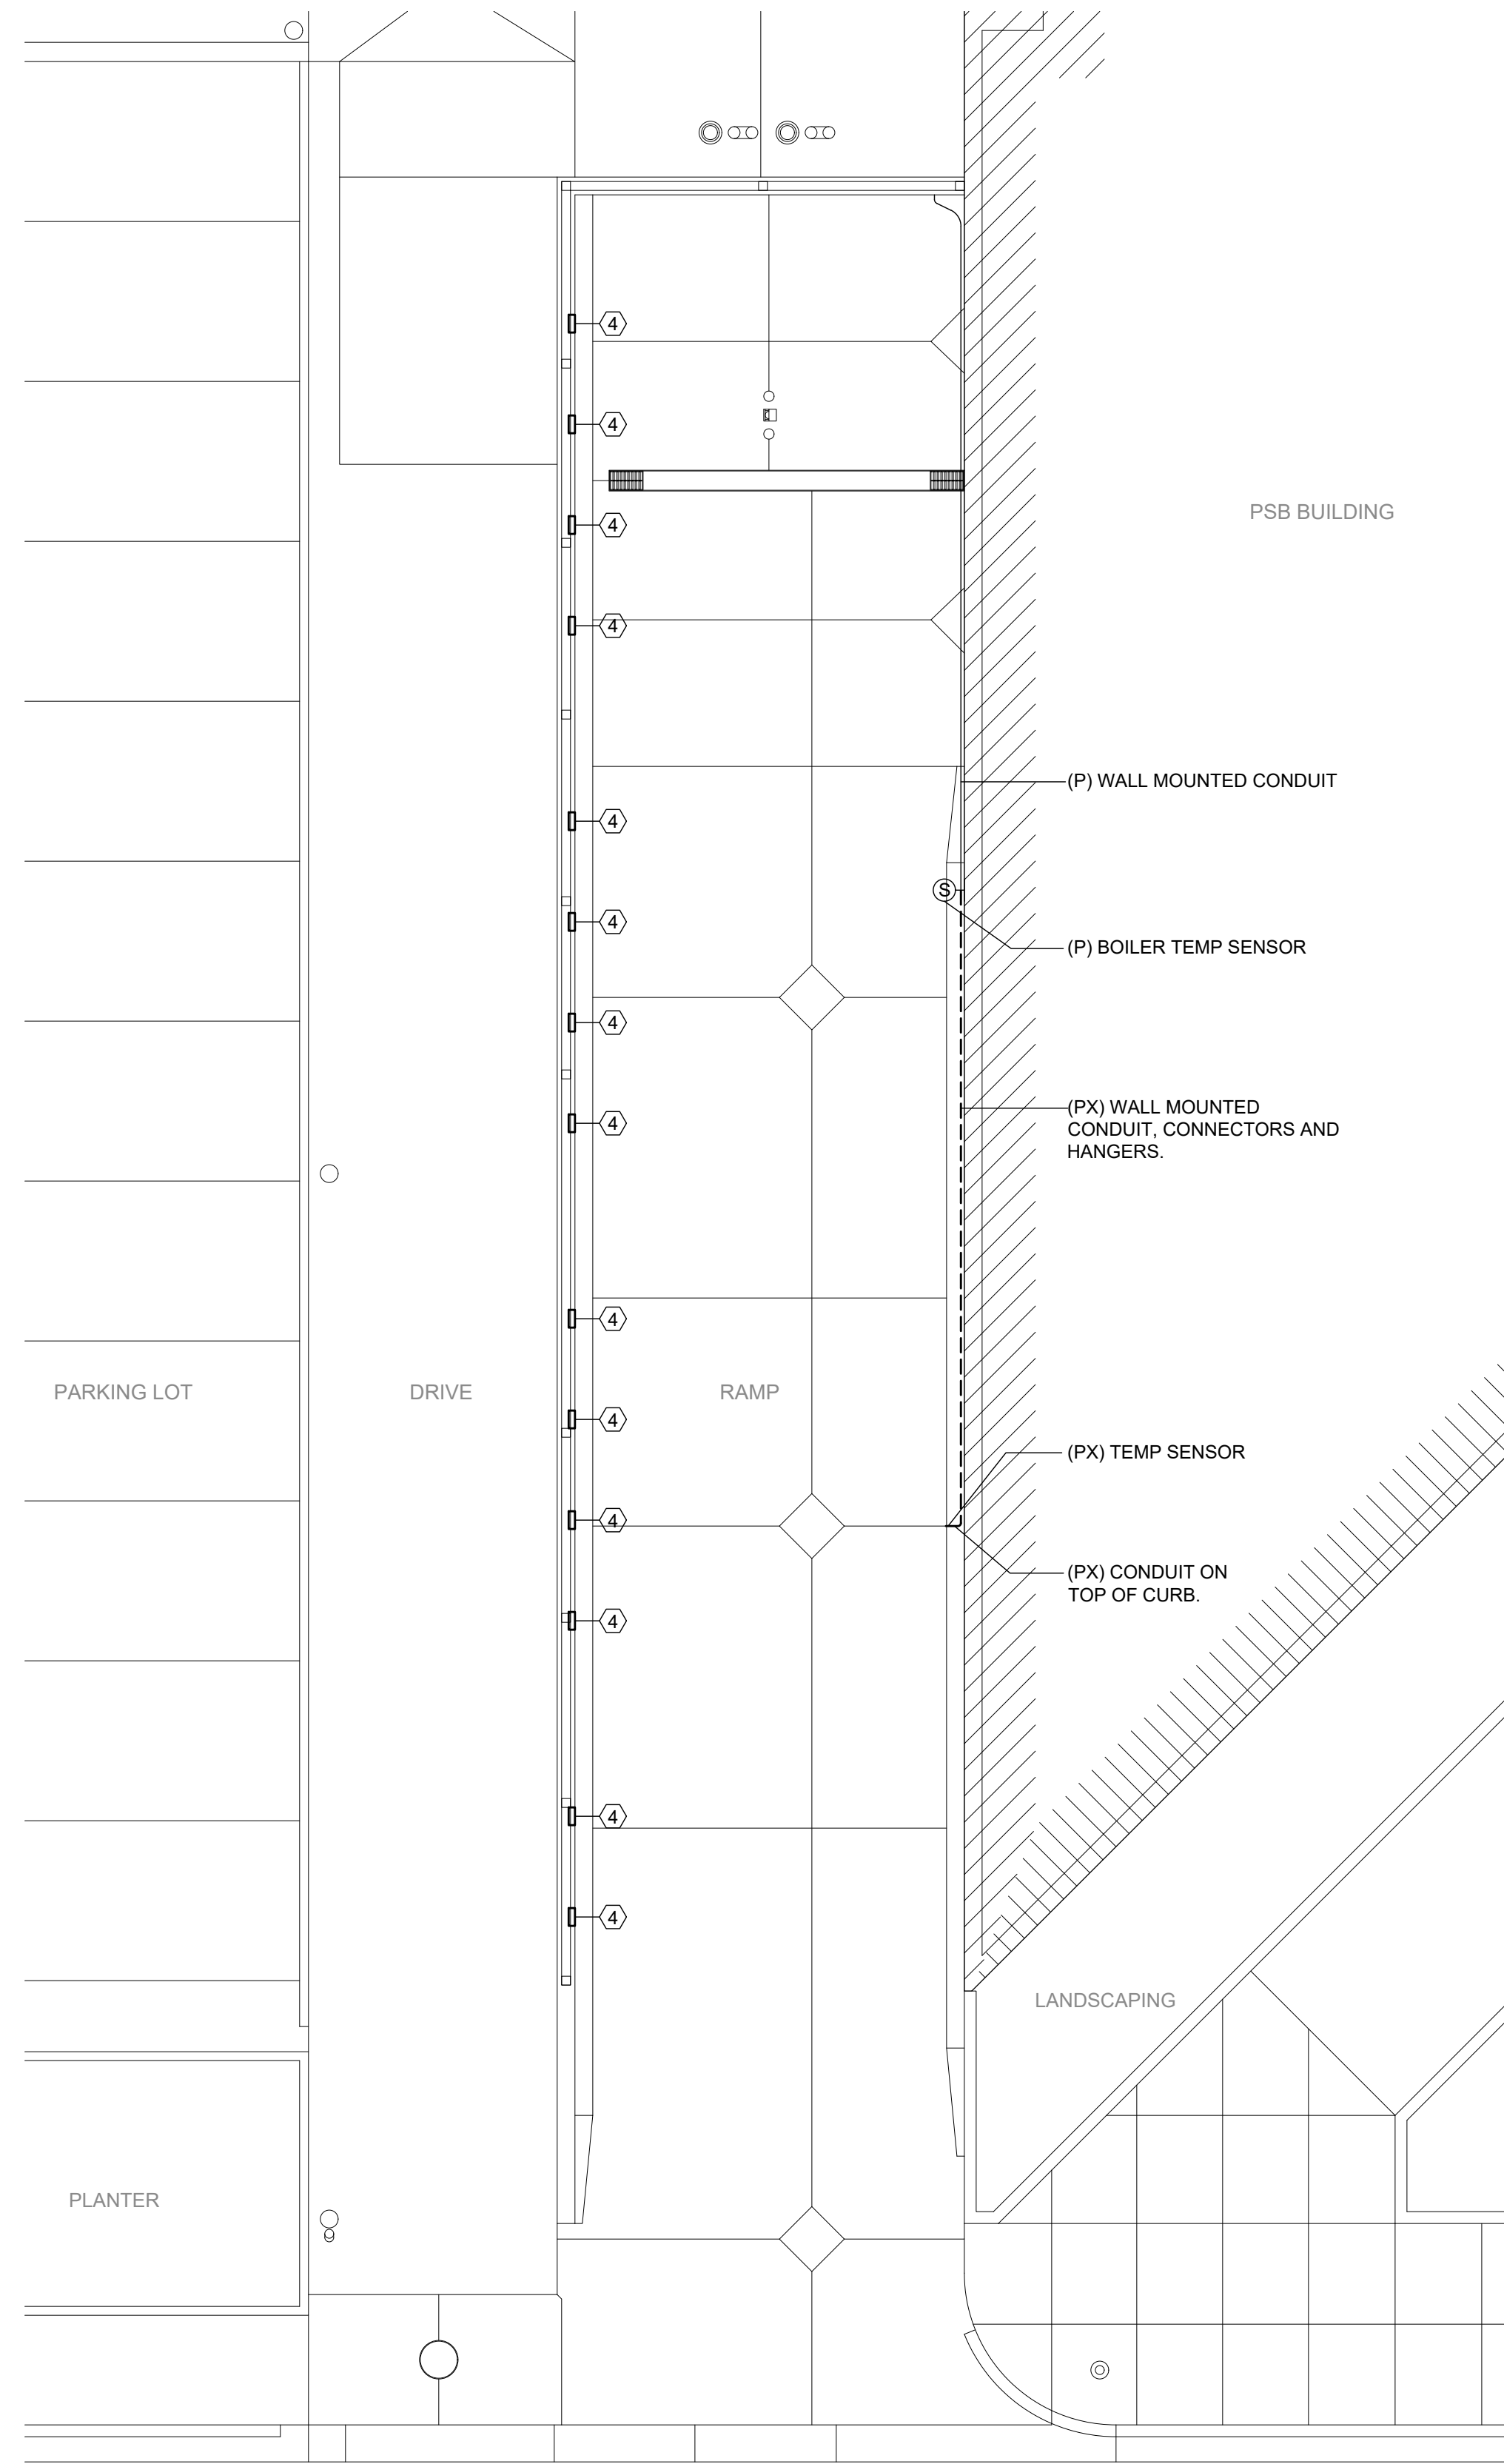 4
4
4
PSB BUILDING
4
(P) WALL MOUNTED CONDUIT
4
S
4
(P) BOILER TEMP SENSOR
4
(PX) WALL MOUNTED
CONDUIT, CONNECTORS AND
HANGERS.
4
4
PARKING LOT
DRIVE
RAMP
4
(PX) TEMP SENSOR
4
(PX) CONDUIT ON
TOP OF CURB.
4
4
4
LANDSCAPING
PLANTER